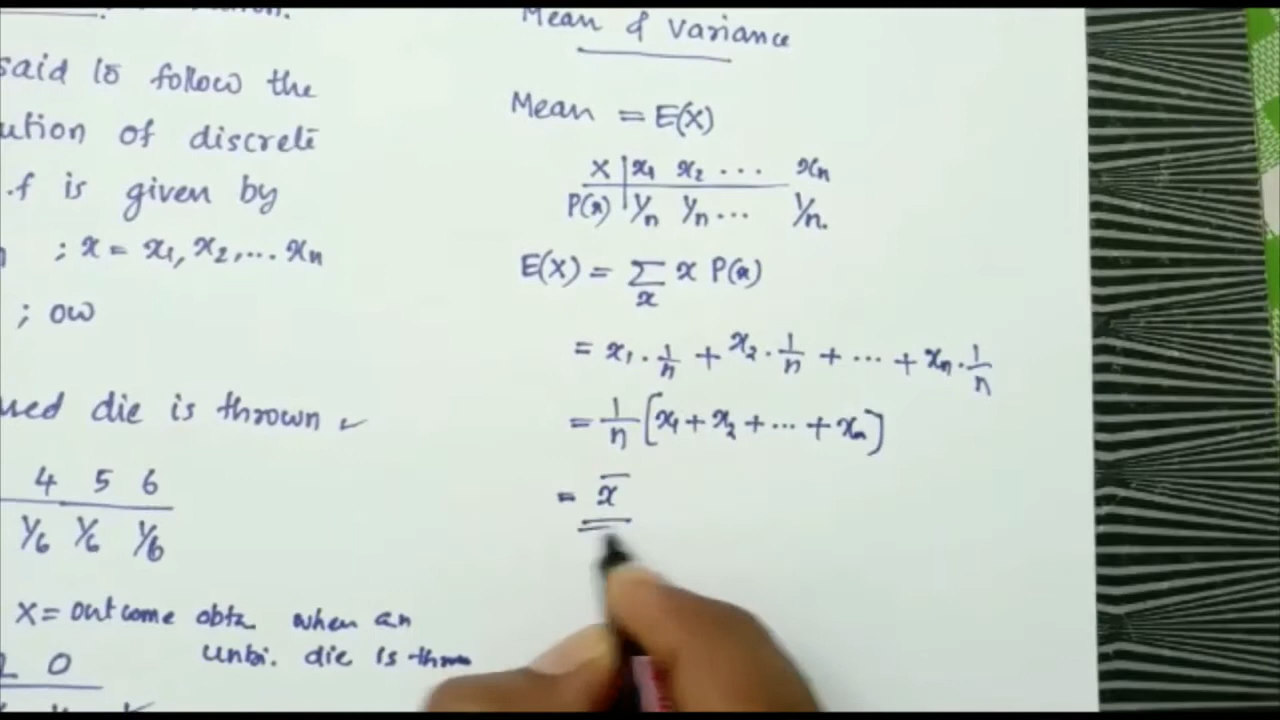 said to follow the
ution of discrete
.f is given by
; x = x₁, x₂, ... xₙ
; ow
die is thrown ✓
4 5 6
1/6 1/6 1/6
X = outcome obtn. when an
unbi. die is thrown
0
Mean & Variance
Mean = E(X)
X | x₁ x₂ ... xₙ
P(x) | 1/n 1/n ... 1/n.
E(X) = Σₓ x P(x)
= x₁ · 1/n + x₂ · 1/n + ... + xₙ · 1/n
= 1/n [x₁ + x₂ + ... + xₙ]
= x̄